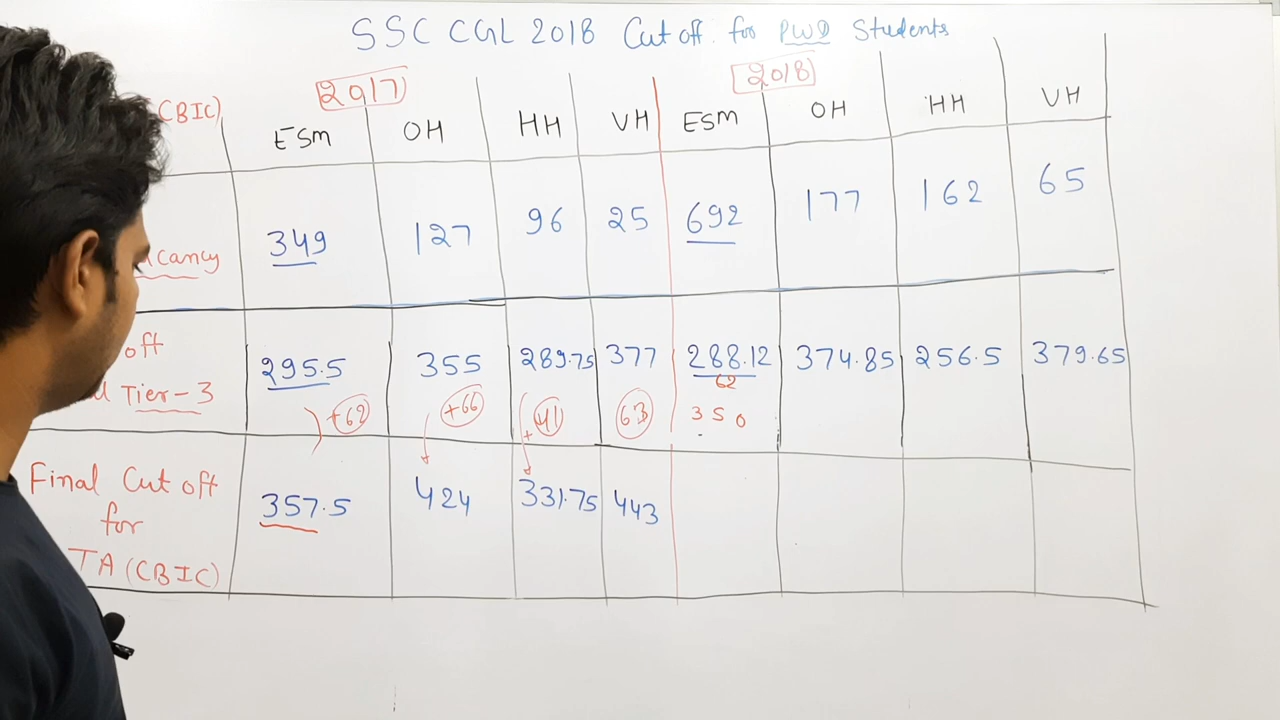 SSC CGL 2018 Cut off for PWD Students
2017 2018
CBIC) ESM OH HH VH ESM OH HH VH
cancy 349 127 96 25 692 177 162 65
off 295.5 355 289.75 377 288.12 374.85 256.5 379.65
62
Tier-3 +62 +66 +41 63 350
Final Cut off 357.5 424 331.75 443
for
TA (CBIC)